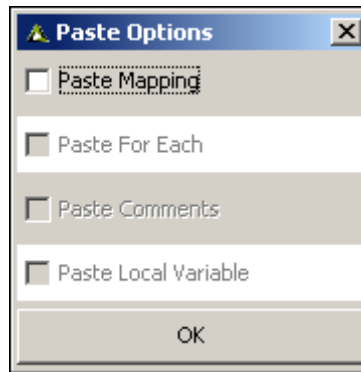 Paste Options
Paste Mapping
Paste For Each
Paste Comments
Paste Local Variable
OK